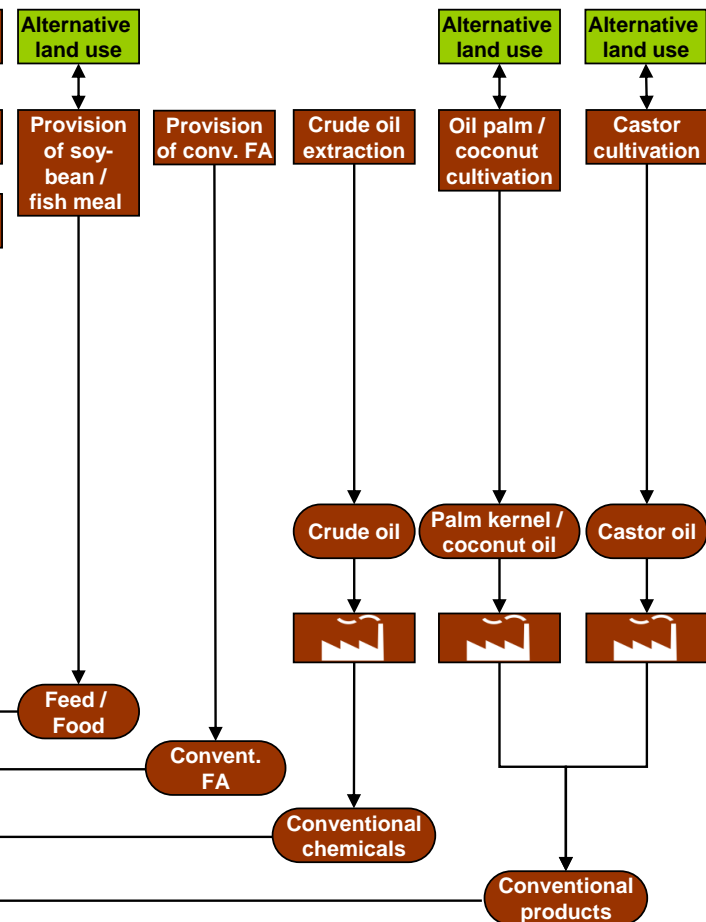 Alternative
land use
Alternative
land use
Alternative
land use
Provision
of soy-
bean /
fish meal
Provision
of conv. FA
Crude oil
extraction
Oil palm /
coconut
cultivation
Castor
cultivation
Crude oil
Palm kernel /
coconut oil
Castor oil
Feed /
Food
Convent.
FA
Conventional
chemicals
Conventional
products